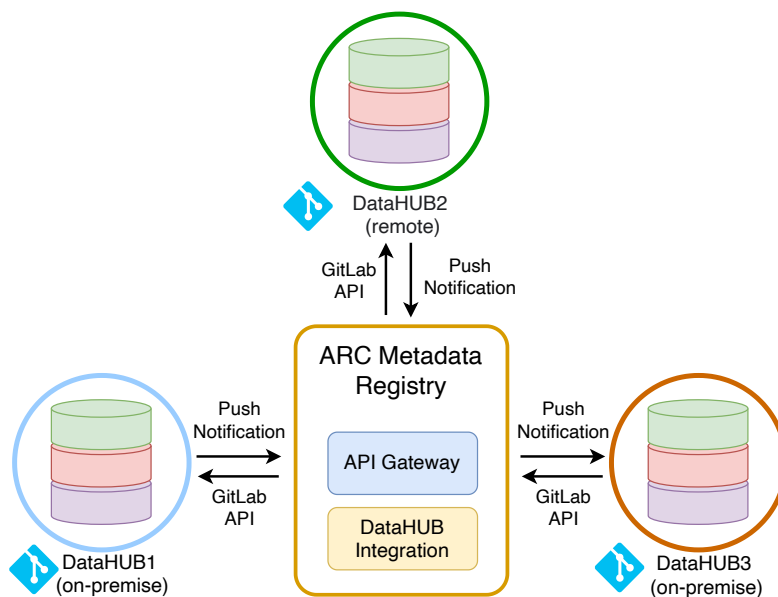 DataHUB2
(remote)
GitLab
API
Push
Notification
ARC Metadata
Registry
API Gateway
DataHUB
Integration
Push
Notification
GitLab
API
DataHUB1
(on-premise)
Push
Notification
GitLab
API
DataHUB3
(on-premise)